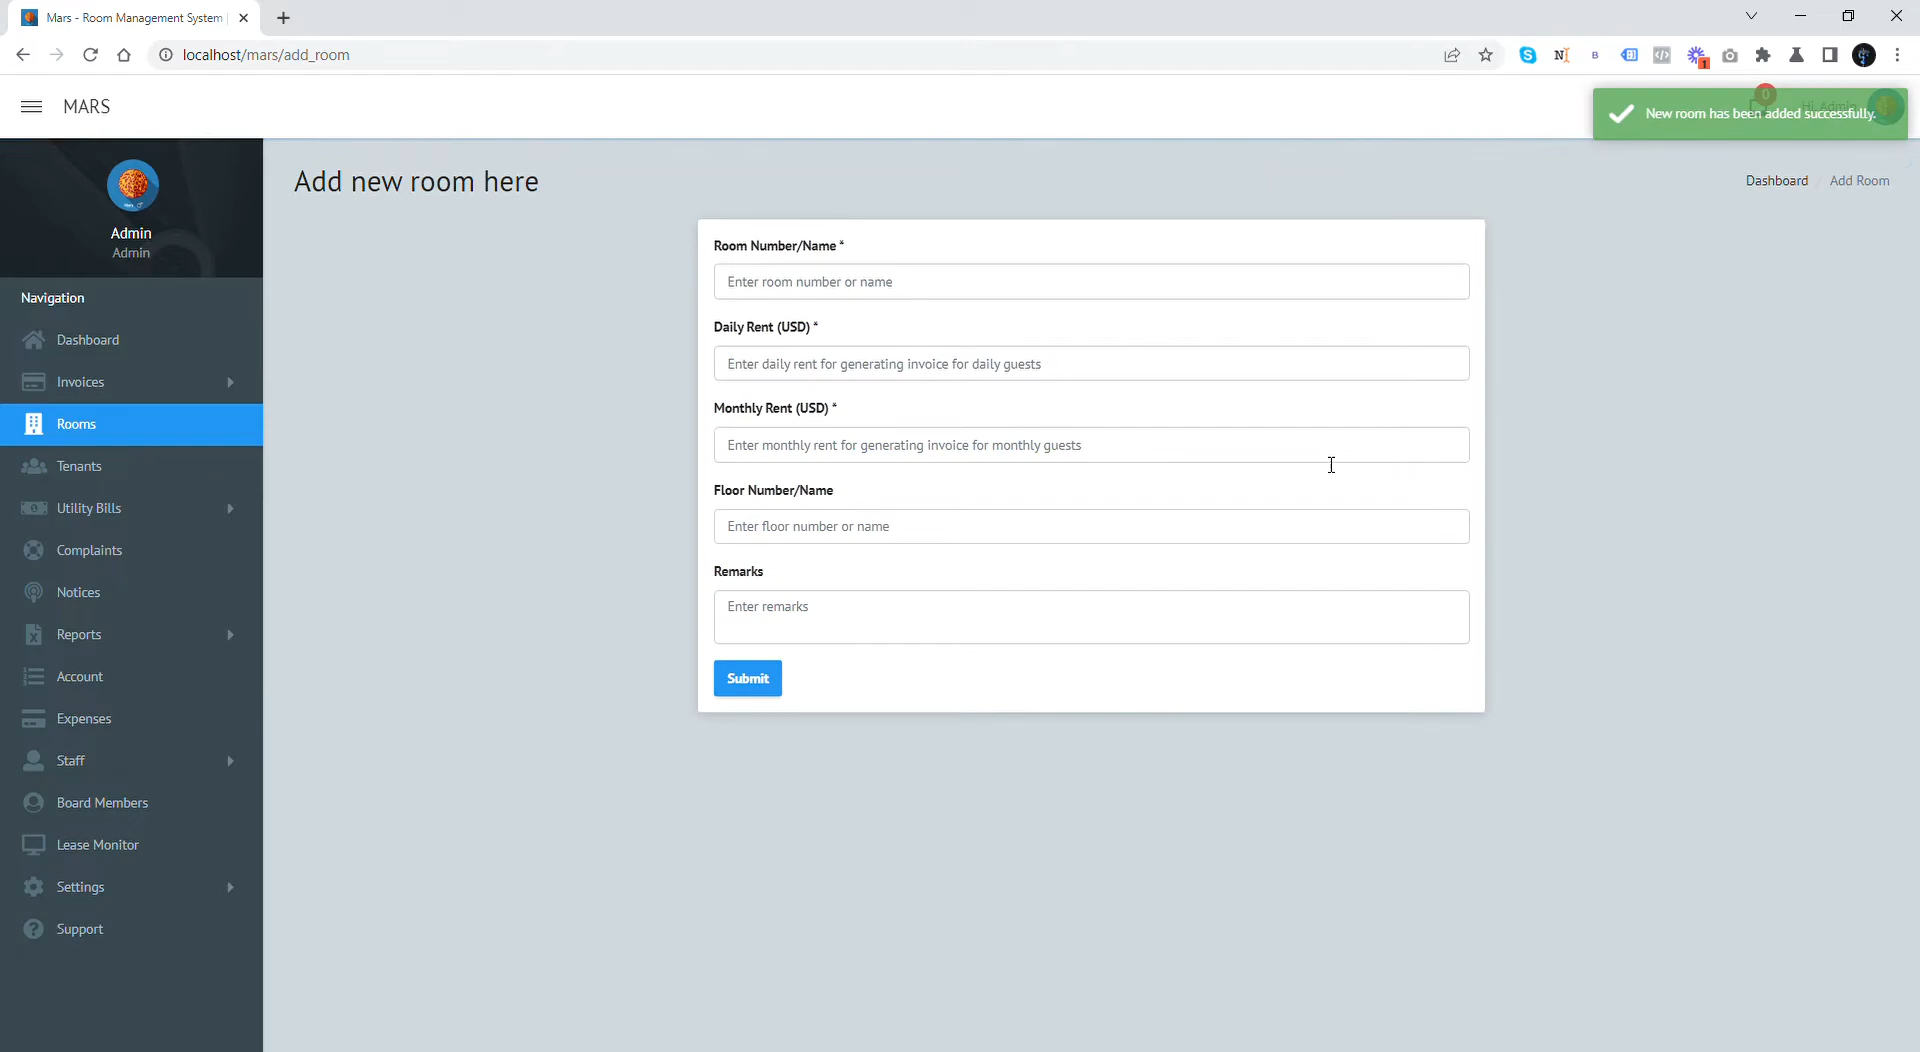 Mars - Room Management System
localhost/mars/add_room
MARS
0
Hi, Admin
New room has been added successfully.
1
Admin
Admin
Navigation
Dashboard
Invoices
Rooms
Tenants
Utility Bills
Complaints
Notices
Reports
Account
Expenses
Staff
Board Members
Lease Monitor
Settings
Support
Add new room here
Dashboard
Add Room
Room Number/Name *
Enter room number or name
Daily Rent (USD) *
Enter daily rent for generating invoice for daily guests
Monthly Rent (USD) *
Enter monthly rent for generating invoice for monthly guests
Floor Number/Name
Enter floor number or name
Remarks
Enter remarks
Submit